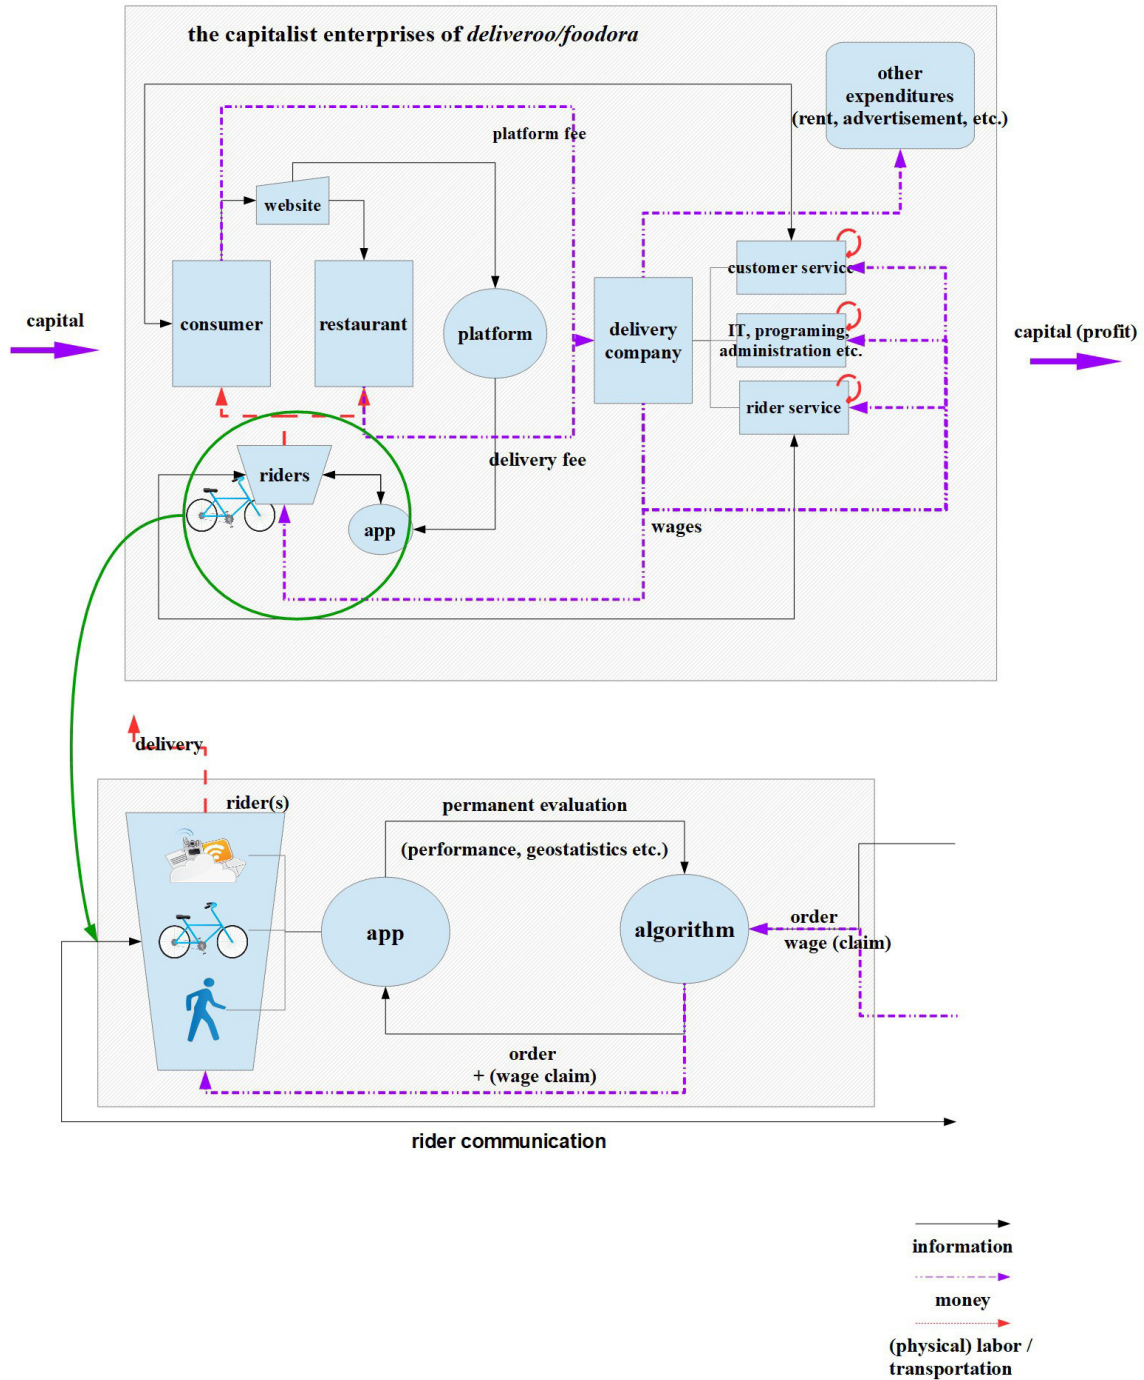 the capitalist enterprises of deliveroo/foodora
other
expenditures
(rent, advertisement, etc.)
platform fee
website
customer service
capital
consumer
restaurant
platform
delivery
company
IT, programing,
administration etc.
capital (profit)
rider service
delivery fee
riders
app
wages
delivery
rider(s)
permanent evaluation
(performance, geostatistics etc.)
app
algorithm
order
wage (claim)
order
+ (wage claim)
rider communication
information
money
(physical) labor /
transportation